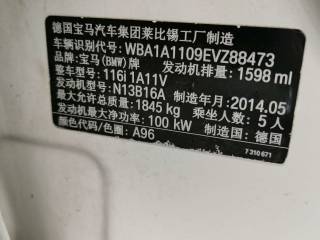 德国宝马汽车集团莱比锡工厂制造
车辆识别代号: WBA1A1109EVZ88473
品牌: 宝马(BMW)牌 发动机排量: 1598 ml
整车型号: 116i 1A11V
发动机型号: N13B16A 制造年月: 2014.05
最大允许总质量: 1845 kg 乘坐人数: 5 人
发动机最大净功率: 100 kW 制造国: 德国
颜色代码/色圈: A96
7 310 671